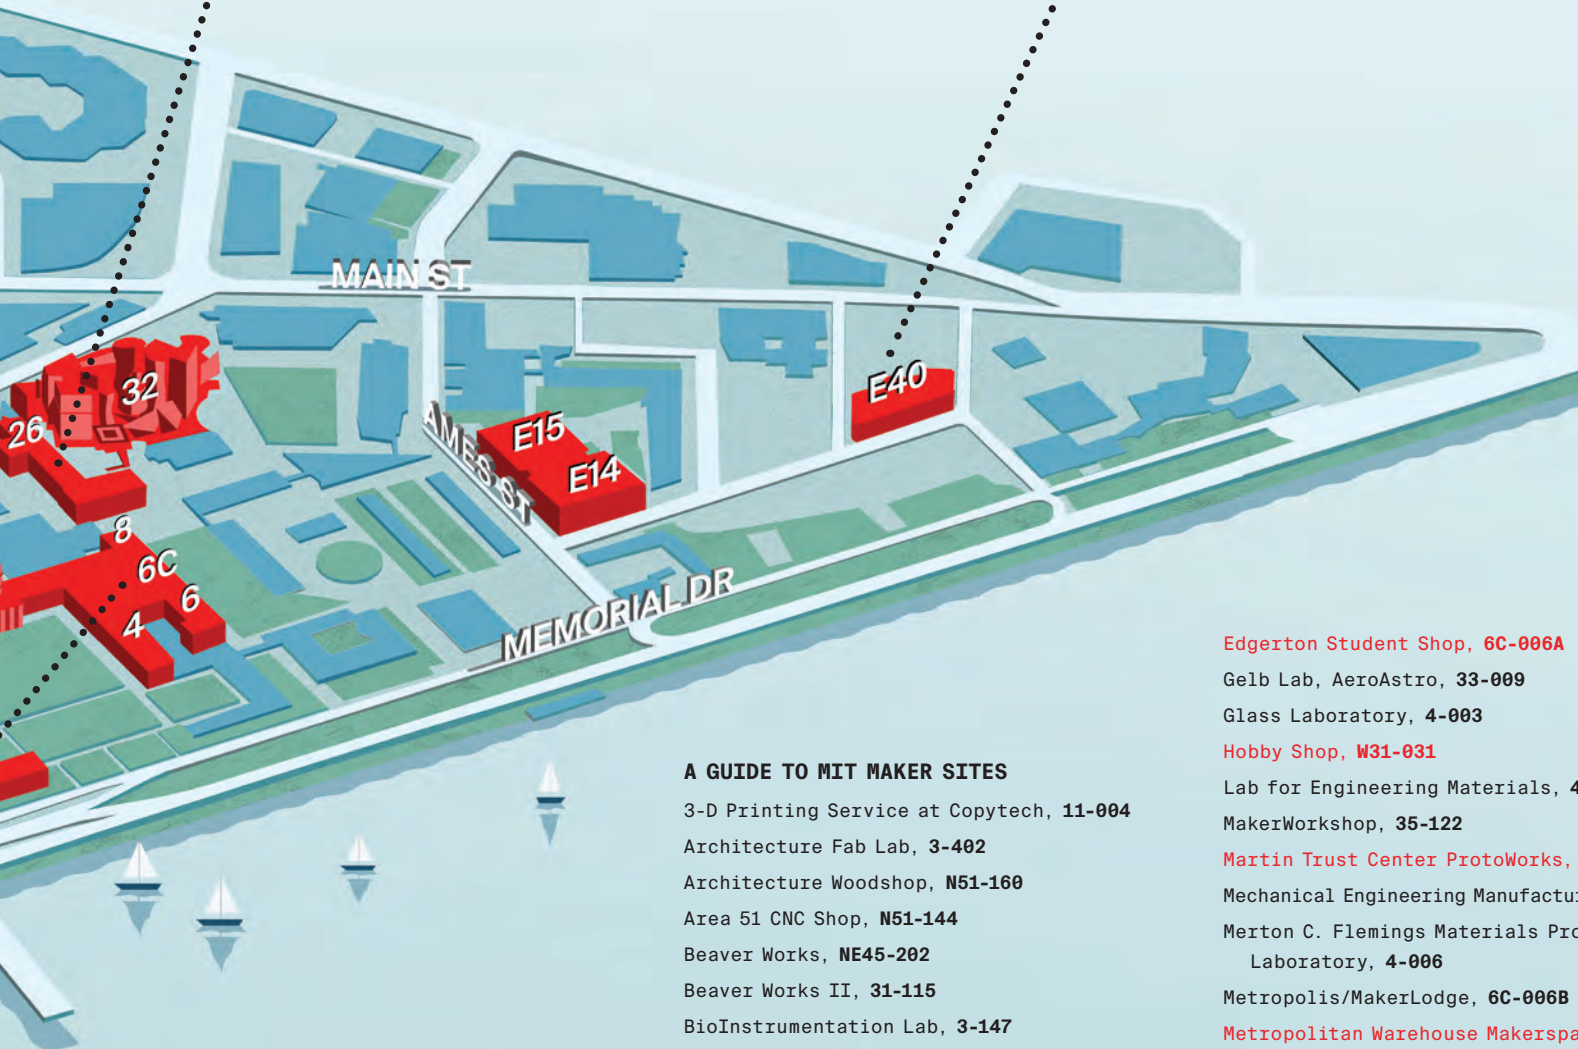 MAIN ST
32
26
E40
E15
AMES ST
E14
8
6C
6
4
MEMORIAL DR
A GUIDE TO MIT MAKER SITES
3-D Printing Service at Copytech, 11-004
Architecture Fab Lab, 3-402
Architecture Woodshop, N51-160
Area 51 CNC Shop, N51-144
Beaver Works, NE45-202
Beaver Works II, 31-115
BioInstrumentation Lab, 3-147
Edgerton Student Shop, 6C-006A
Gelb Lab, AeroAstro, 33-009
Glass Laboratory, 4-003
Hobby Shop, W31-031
Lab for Engineering Materials,
MakerWorkshop, 35-122
Martin Trust Center ProtoWorks,
Mechanical Engineering
Merton C. Flemings Materials
Laboratory, 4-006
Metropolis/MakerLodge, 6C-006B
Metropolitan Warehouse